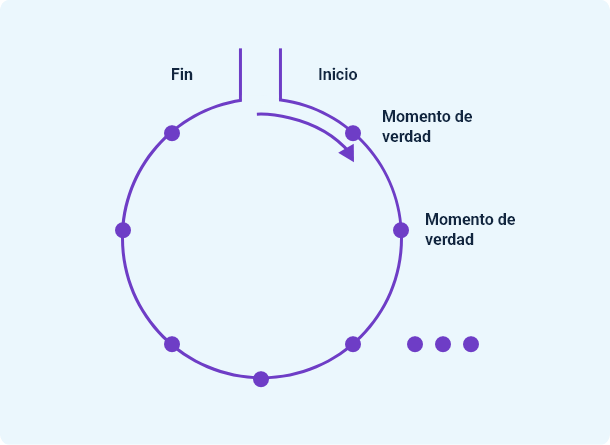 Fin
Inicio
Momento de
verdad
Momento de
verdad